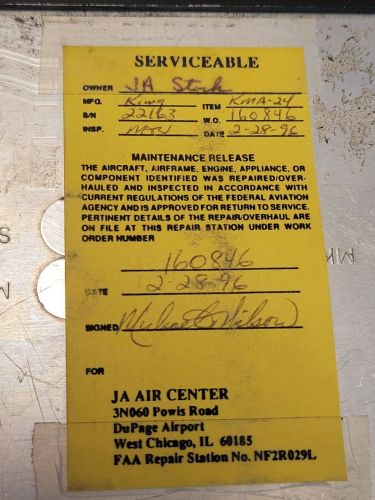 SERVICEABLE
OWNER JA Stock
MFG. King ITEM KMA-24
S/N 22163 W.O. 160846
INSP. DATE 2-28-96
MAINTENANCE RELEASE
THE AIRCRAFT, AIRFRAME, ENGINE, APPLIANCE, OR
COMPONENT IDENTIFIED WAS REPAIRED/OVER-
HAULED AND INSPECTED IN ACCORDANCE WITH
CURRENT REGULATIONS OF THE FEDERAL AVIATION
AGENCY AND IS APPROVED FOR RETURN TO SERVICE.
PERTINENT DETAILS OF THE REPAIR/OVERHAUL ARE
ON FILE AT THIS REPAIR STATION UNDER WORK
ORDER NUMBER
160846
DATE 2-28-96
SIGNED Michael C Wilson
FOR
JA AIR CENTER
3N060 Powis Road
DuPage Airport
West Chicago, IL 60185
FAA Repair Station No. NF2R029L